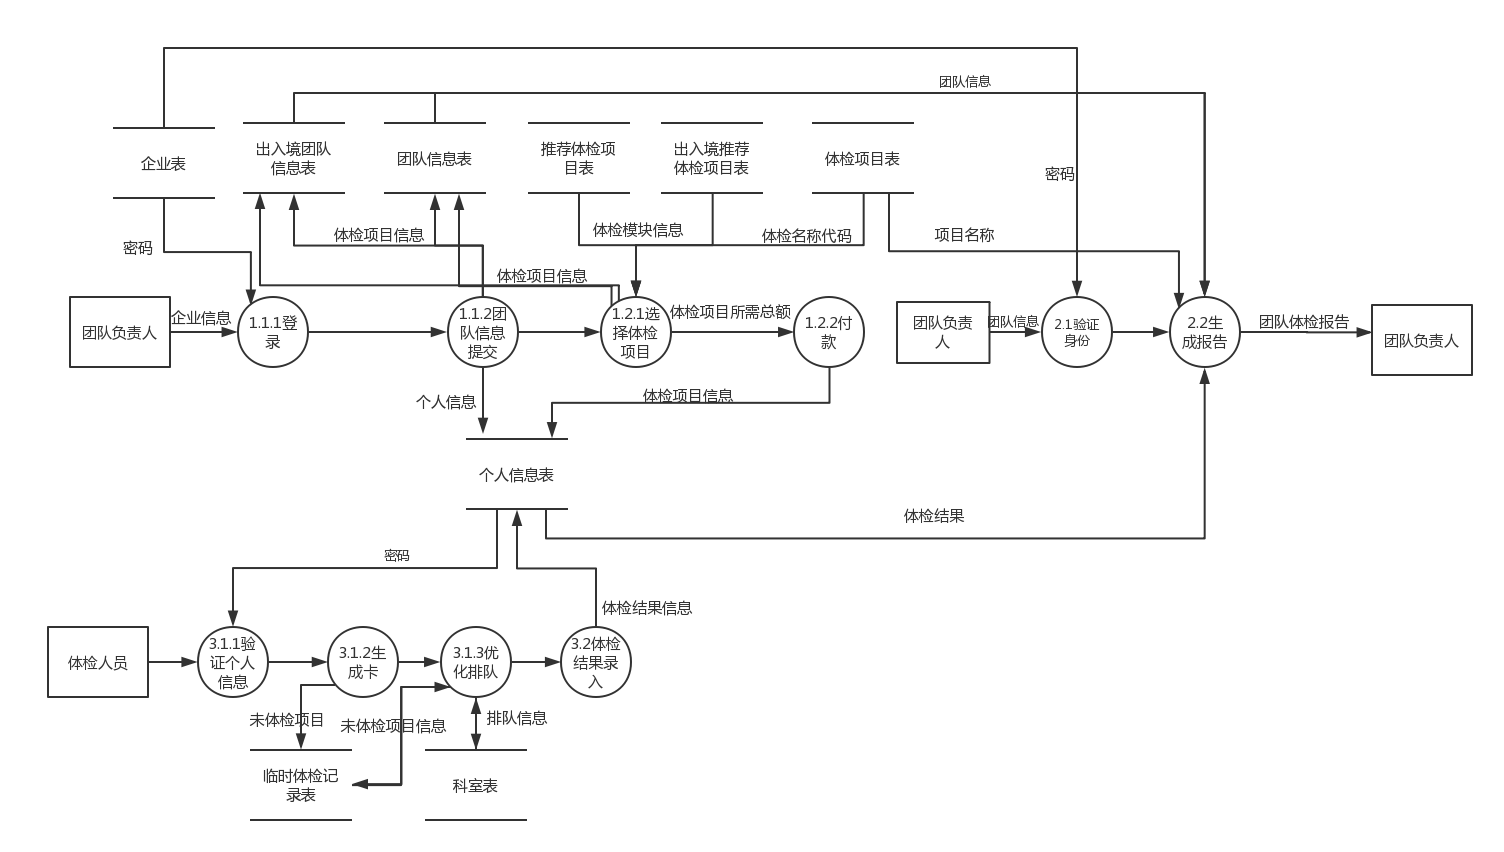 团队信息
企业表
出入境团队
信息表
团队信息表
推荐体检项
目表
出入境推荐
体检项目表
体检项目表
密码
密码
体检项目信息
体检模块信息
体检名称代码
项目名称
体检项目信息
团队负责人
企业信息
1.1.1登
录
1.1.2团
队信息
提交
1.2.1选
择体检
项目
体检项目所需总额
1.2.2付
款
团队负责
人
团队信息
2.1验证
身份
2.2生
成报告
团队体检报告
团队负责人
个人信息
体检项目信息
个人信息表
体检结果
密码
体检结果信息
体检人员
3.1.1验
证个人
信息
3.1.2生
成卡
3.1.3优
化排队
3.2体检
结果录
入
未体检项目
未体检项目信息
排队信息
临时体检记
录表
科室表